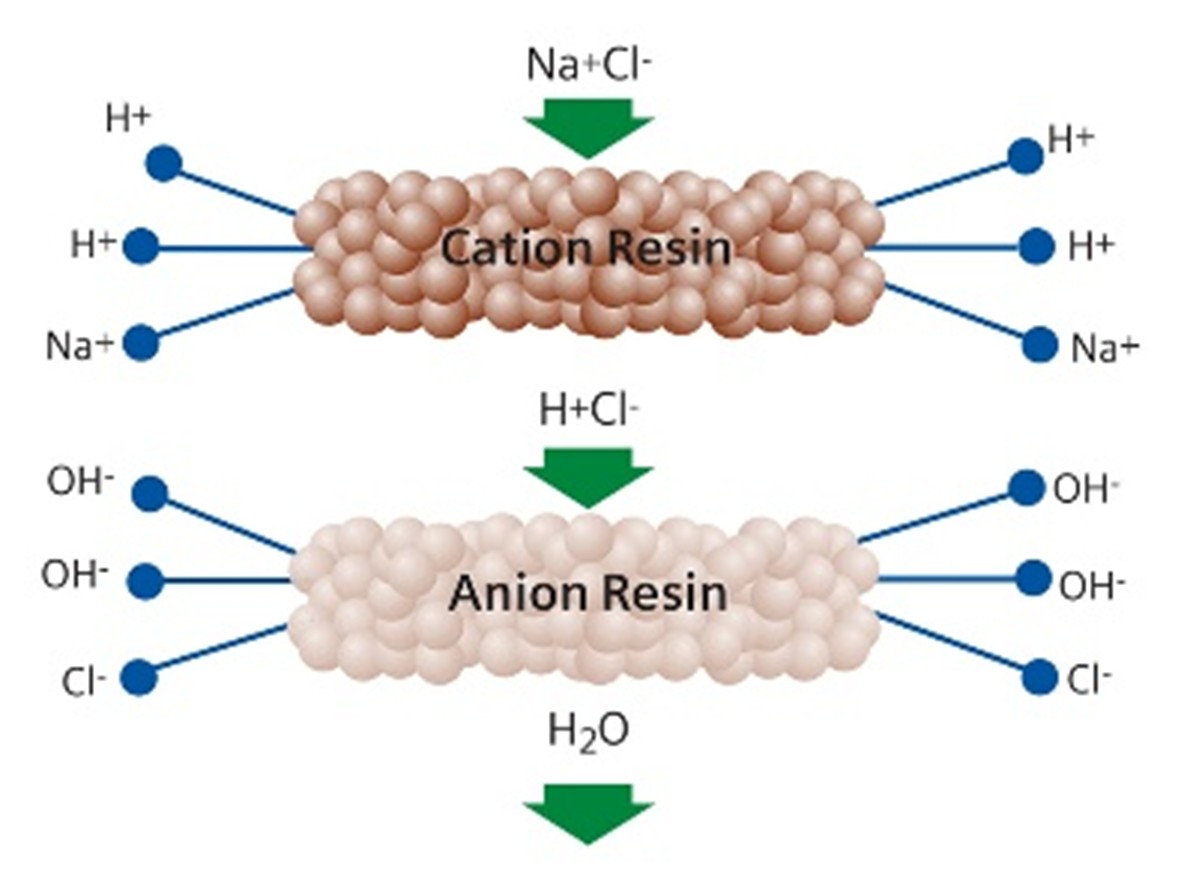 Na+Cl-
H+
H+
H+
Cation Resin
H+
Na+
Na+
H+Cl-
OH-
OH-
OH-
Anion Resin
OH-
Cl-
Cl-
H₂O